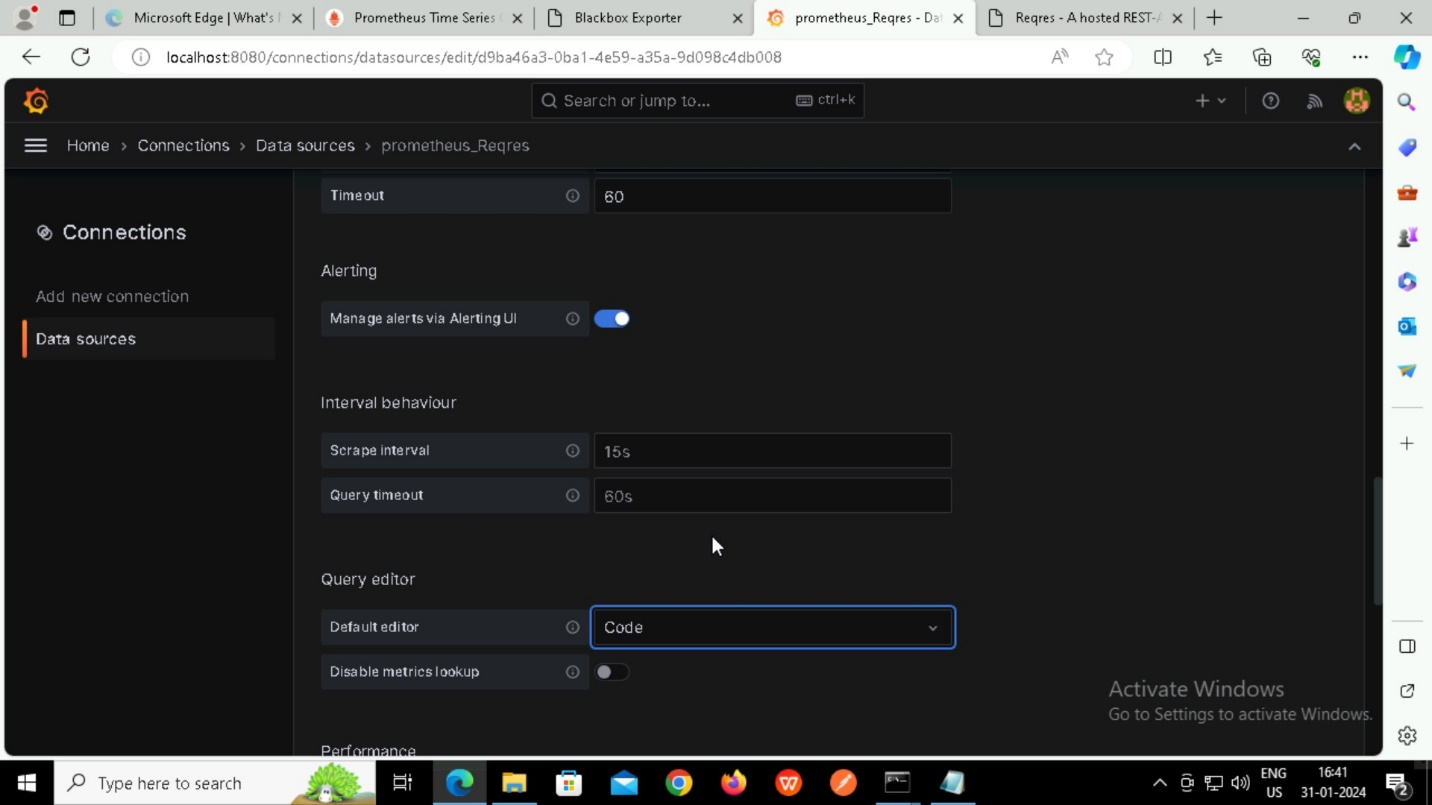 Microsoft Edge | What's
Prometheus Time Series
Blackbox Exporter
prometheus_Reqres - Da
Reqres - A hosted REST-
localhost:8080/connections/datasources/edit/d9ba46a3-0ba1-4e59-a35a-9d098c4db008
Search or jump to...
ctrl+k
Home › Connections › Data sources › prometheus_Reqres
Connections
Add new connection
Data sources
Timeout
60
Alerting
Manage alerts via Alerting UI
Interval behaviour
Scrape interval
15s
Query timeout
60s
Query editor
Default editor
Code
Disable metrics lookup
Performance
Activate Windows
Go to Settings to activate Windows.
Type here to search
ENG
US
16:41
31-01-2024
2